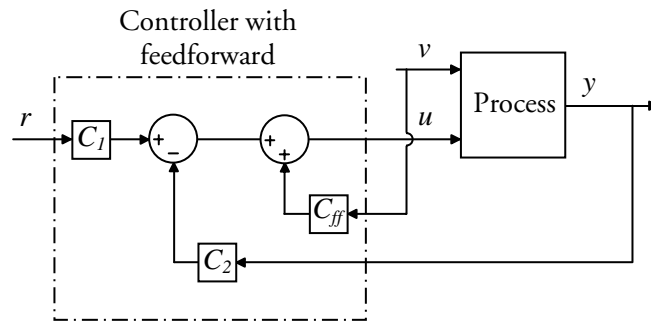 Controller with
feedforward
v
y
r
C1
+
−
+
+
u
Process
Cff
C2